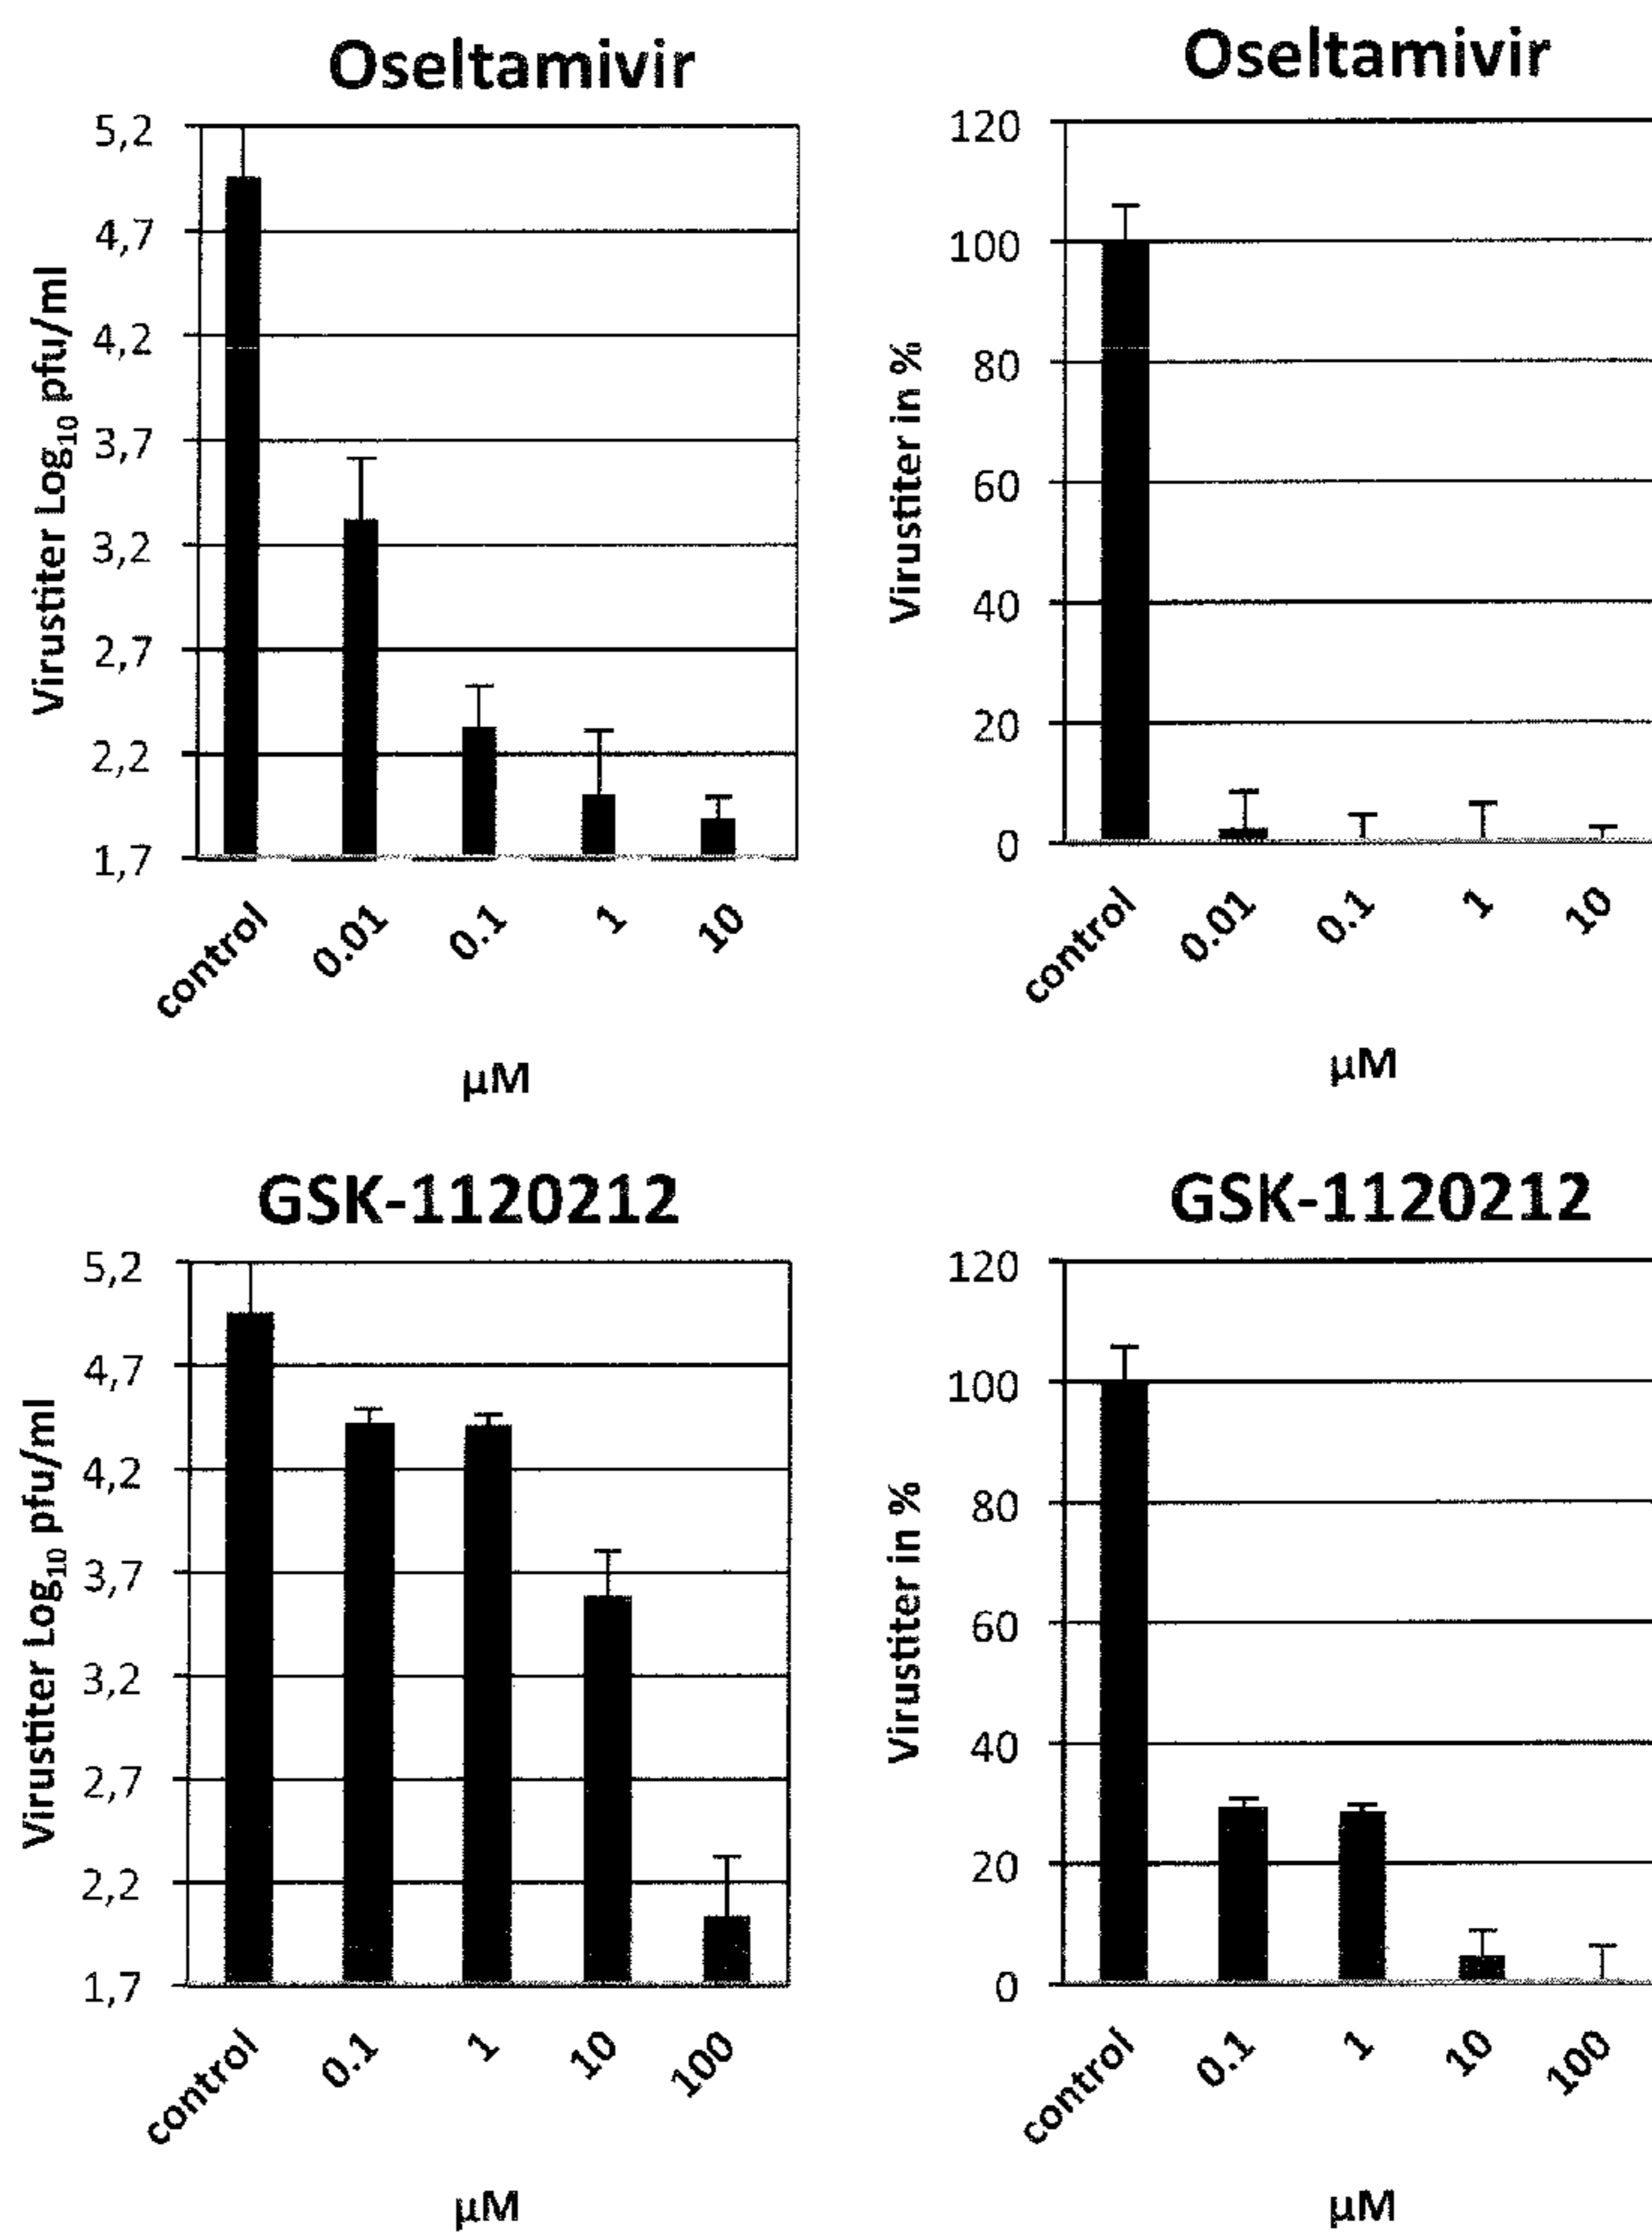 Oseltamivir
Virustiter Log10 pfu/ml
5,2
4,7
4,2
3,7
3,2
2,7
2,2
1,7
control
0.01
0.1
1
10
µM
Oseltamivir
Virustiter in %
120
100
80
60
40
20
0
control
0.01
0.1
1
10
µM
GSK-1120212
Virustiter Log10 pfu/ml
5,2
4,7
4,2
3,7
3,2
2,7
2,2
1,7
control
0.1
1
10
100
µM
GSK-1120212
Virustiter in %
120
100
80
60
40
20
0
control
0.1
1
10
100
µM